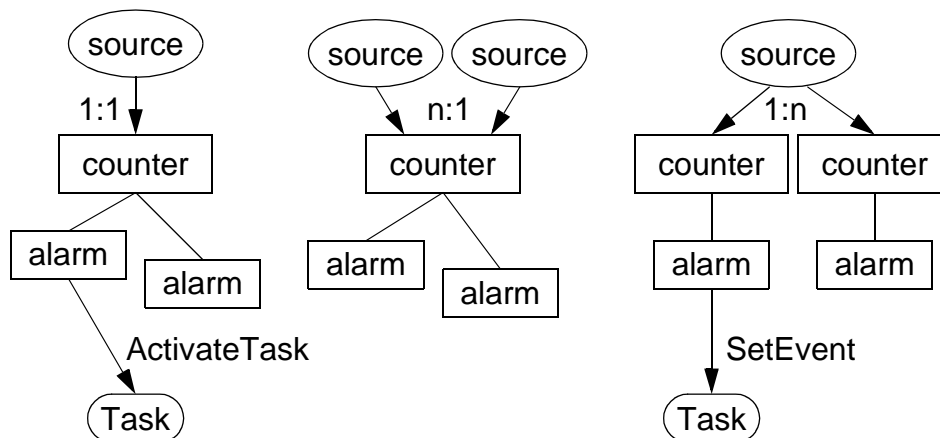 source
1:1
counter
alarm
alarm
ActivateTask
Task
source
source
n:1
counter
alarm
alarm
source
1:n
counter
counter
alarm
alarm
SetEvent
Task